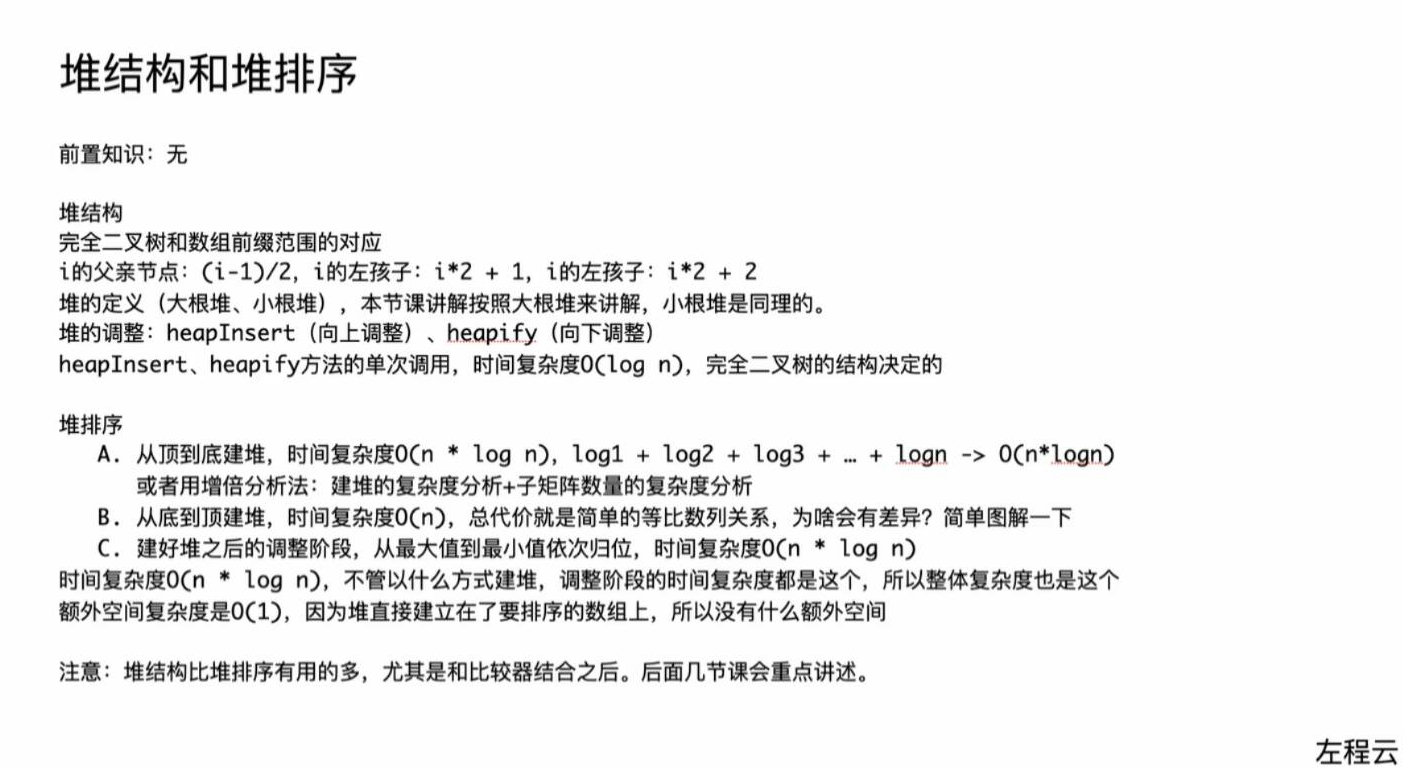 堆结构和堆排序
前置知识：无
堆结构
完全二叉树和数组前缀范围的对应
i的父亲节点：(i-1)/2，i的左孩子：i*2 + 1，i的左孩子：i*2 + 2
堆的定义（大根堆、小根堆），本节课讲解按照大根堆来讲解，小根堆是同理的。
堆的调整：heapInsert（向上调整）、heapify（向下调整）
heapInsert、heapify方法的单次调用，时间复杂度O(log n)，完全二叉树的结构决定的
堆排序
A. 从顶到底建堆，时间复杂度O(n * log n)，log1 + log2 + log3 + … + logn -> O(n*logn)
或者用增倍分析法：建堆的复杂度分析+子矩阵数量的复杂度分析
B. 从底到顶建堆，时间复杂度O(n)，总代价就是简单的等比数列关系，为啥会有差异？简单图解一下
C. 建好堆之后的调整阶段，从最大值到最小值依次归位，时间复杂度O(n * log n)
时间复杂度O(n * log n)，不管以什么方式建堆，调整阶段的时间复杂度都是这个，所以整体复杂度也是这个
额外空间复杂度是O(1)，因为堆直接建立在了要排序的数组上，所以没有什么额外空间
注意：堆结构比堆排序有用的多，尤其是和比较器结合之后。后面几节课会重点讲述。
左程云